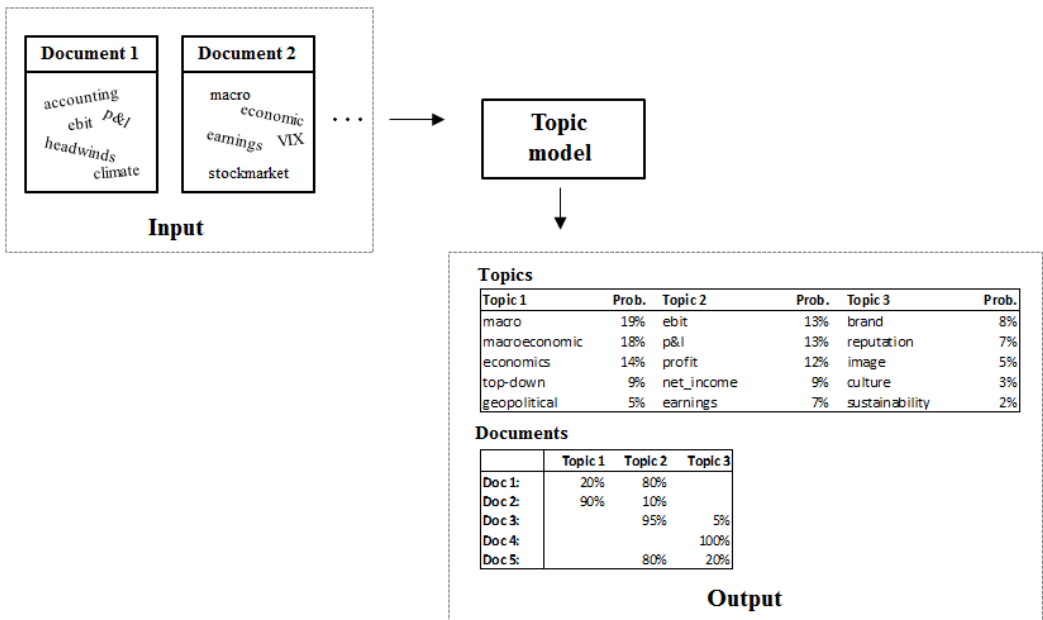 Document 1
accounting
ebit p&l
headwinds
climate
Document 2
macro
economic
earnings VIX
stockmarket
...
Input
Topic
model
Topics
Topic 1 Prob. Topic 2 Prob. Topic 3 Prob.
macro 19% ebit 13% brand 8%
macroeconomic 18% p&l 13% reputation 7%
economics 14% profit 12% image 5%
top-down 9% net_income 9% culture 3%
geopolitical 5% earnings 7% sustainability 2%
Documents
Topic 1 Topic 2 Topic 3
Doc 1: 20% 80%
Doc 2: 90% 10%
Doc 3: 95% 5%
Doc 4: 100%
Doc 5: 80% 20%
Output